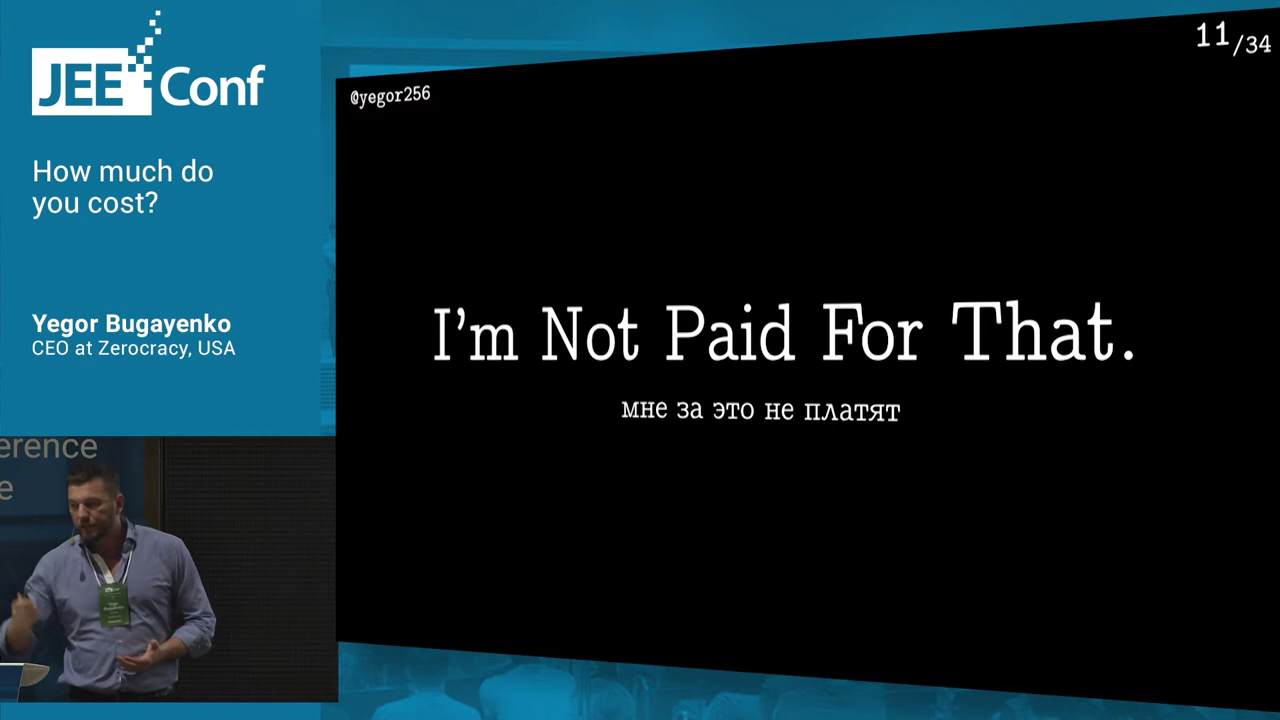 JEE Conf
How much do
you cost?
Yegor Bugayenko
CEO at Zerocracy, USA
erence
e
@yegor256
11/34
I'm Not Paid For That.
мне за это не платят